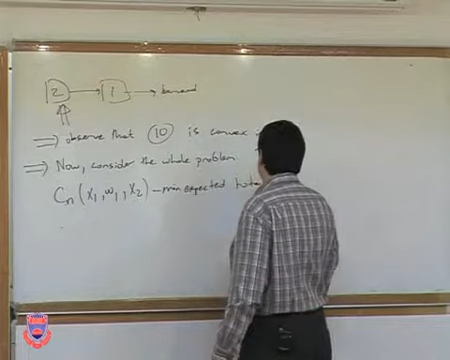 2 → 1 → Demand
⇒ observe that 10 is convex
⇒ Now, consider the whole problem
Cn (x1, w1, x2) – min expected tota